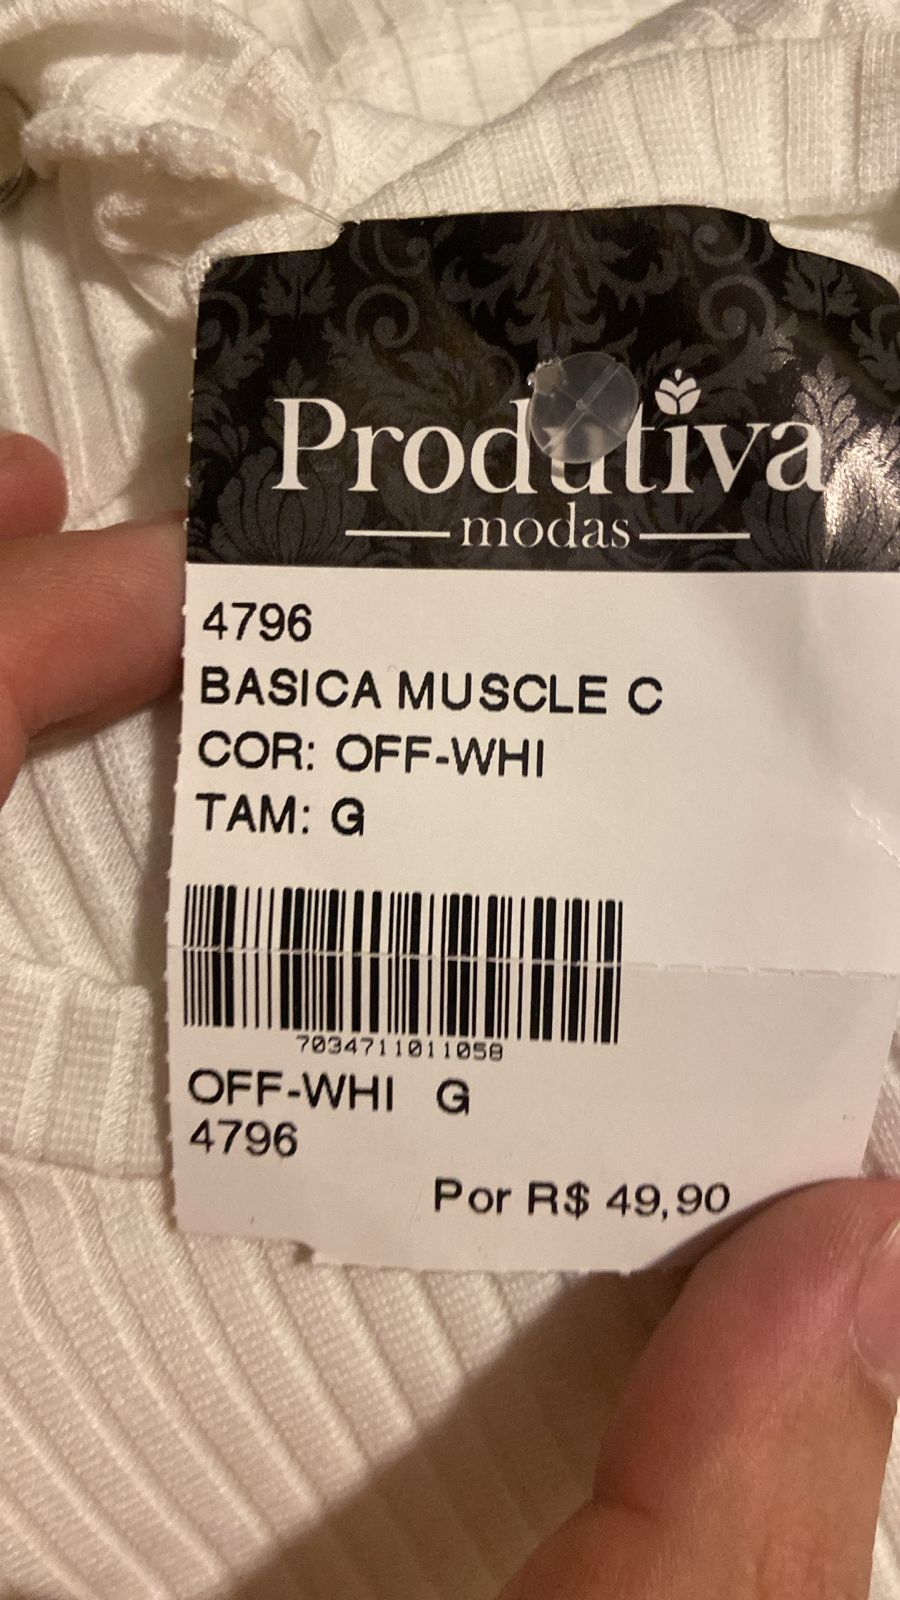 Produtiva
modas
4796
BASICA MUSCLE C
COR: OFF-WHI
TAM: G
7034711011058
OFF-WHI G
4796
Por R$ 49,90